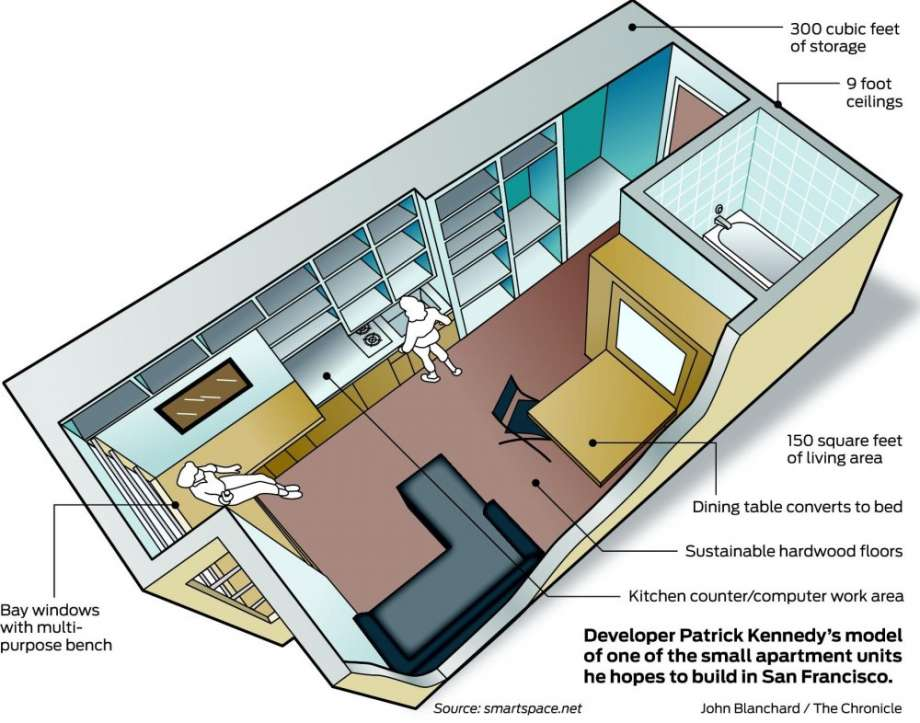 300 cubic feet
of storage
9 foot
ceilings
150 square feet
of living area
Dining table converts to bed
Sustainable hardwood floors
Kitchen counter/computer work area
Bay windows
with multi-
purpose bench
Developer Patrick Kennedy’s model
of one of the small apartment units
he hopes to build in San Francisco.
Source: smartspace.net
John Blanchard / The Chronicle